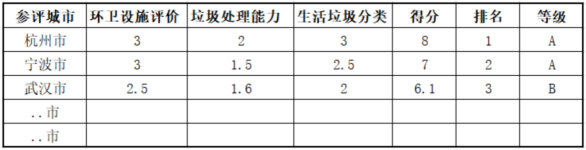 参评城市 环卫设施评价 垃圾处理能力 生活垃圾分类 得分 排名 等级
杭州市 3 2 3 8 1 A
宁波市 3 1.5 2.5 7 2 A
武汉市 2.5 1.6 2 6.1 3 B
..市
..市